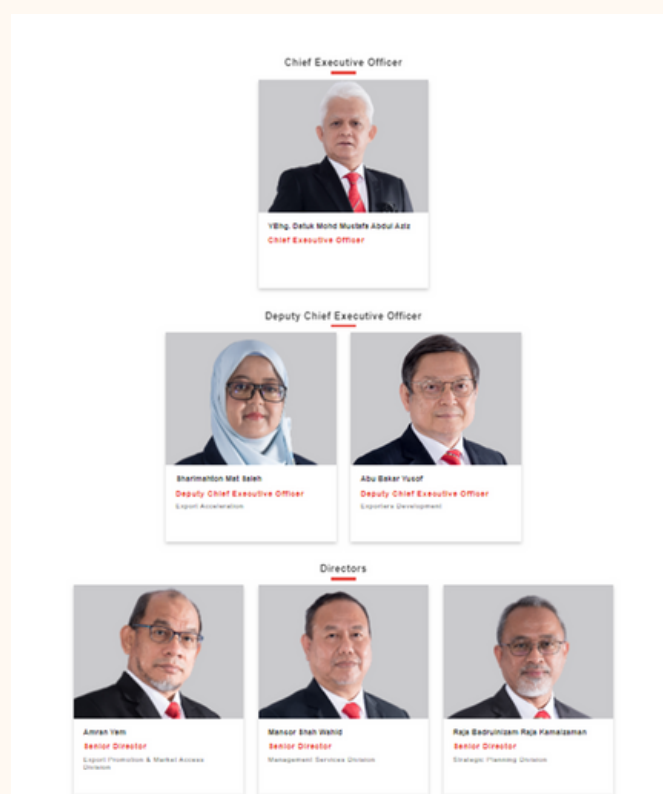 Chief Executive Officer
YBhg. Datuk Mohd Mustafa Abdul Aziz
Chief Executive Officer
Deputy Chief Executive Officer
Sharimahton Mat Saleh
Deputy Chief Executive Officer
Export Acceleration
Abu Bakar Yusof
Deputy Chief Executive Officer
Exporters Development
Directors
Amran Yem
Senior Director
Export Promotion & Market Access
Division
Mansor Shah Wahid
Senior Director
Management Services Division
Raja Badrulnizam Raja Kamalzaman
Senior Director
Strategic Planning Division